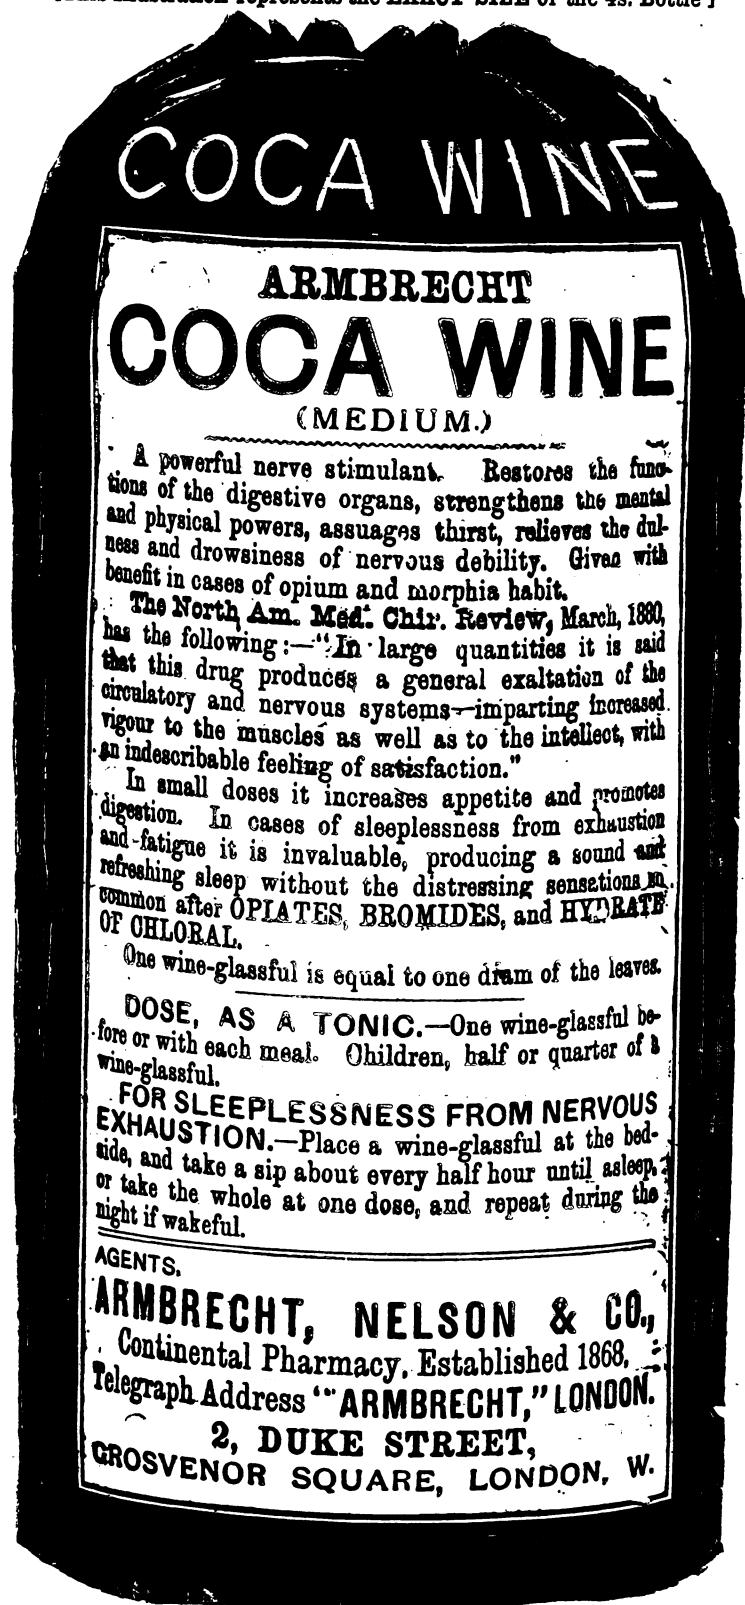 [This Illustration represents the EXACT SIZE of the 4s. Bottle]
COCA WINE
ARMBRECHT
COCA WINE
(MEDIUM.)
A powerful nerve stimulant. Restores the func-
tions of the digestive organs, strengthens the mental
and physical powers, assuages thirst, relieves the dul-
ness and drowsiness of nervous debility. Given with
benefit in cases of opium and morphia habit.
The North Am. Med. Chir. Review, March, 1880,
has the following:—"In large quantities it is said
that this drug produces a general exaltation of the
circulatory and nervous systems—imparting increased
vigour to the muscles as well as to the intellect, with
an indescribable feeling of satisfaction."
In small doses it increases appetite and promotes
digestion. In cases of sleeplessness from exhaustion
and fatigue it is invaluable, producing a sound and
refreshing sleep without the distressing sensations in
common after OPIATES, BROMIDES, and HYDRATE
OF CHLORAL.
One wine-glassful is equal to one dram of the leaves.
DOSE, AS A TONIC.—One wine-glassful be-
fore or with each meal. Children, half or quarter of a
wine-glassful.
FOR SLEEPLESSNESS FROM NERVOUS
EXHAUSTION.—Place a wine-glassful at the bed-
side, and take a sip about every half hour until asleep,
or take the whole at one dose, and repeat during the
night if wakeful.
AGENTS.
ARMBRECHT, NELSON & CO.,
Continental Pharmacy, Established 1868,
Telegraph Address "ARMBRECHT," LONDON.
2, DUKE STREET,
GROSVENOR SQUARE, LONDON, W.